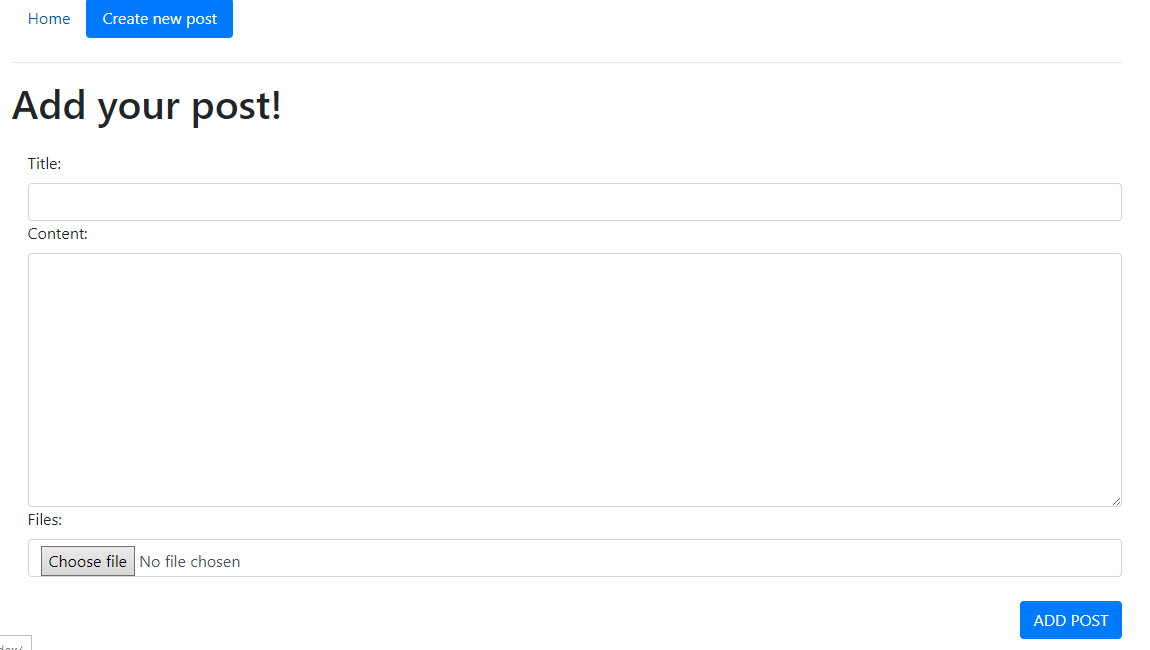 Home Create new post
Add your post!
Title:
Content:
Files:
Choose file No file chosen
ADD POST